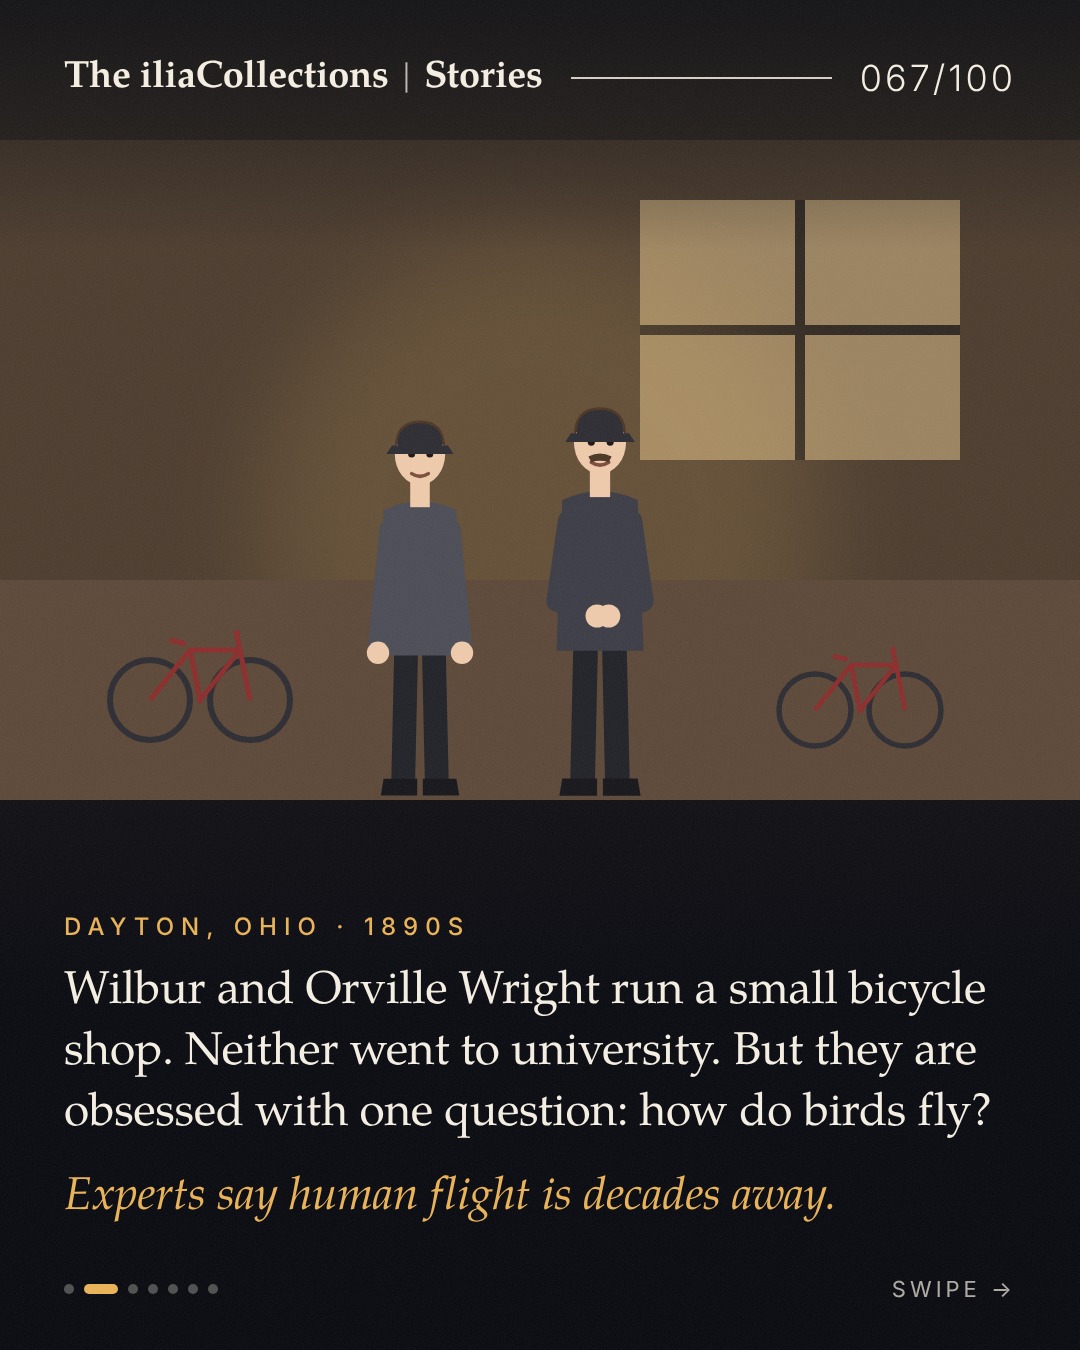 The iliaCollections | Stories 067/100
DAYTON, OHIO · 1890S
Wilbur and Orville Wright run a small bicycle
shop. Neither went to university. But they are
obsessed with one question: how do birds fly?
Experts say human flight is decades away.
SWIPE →